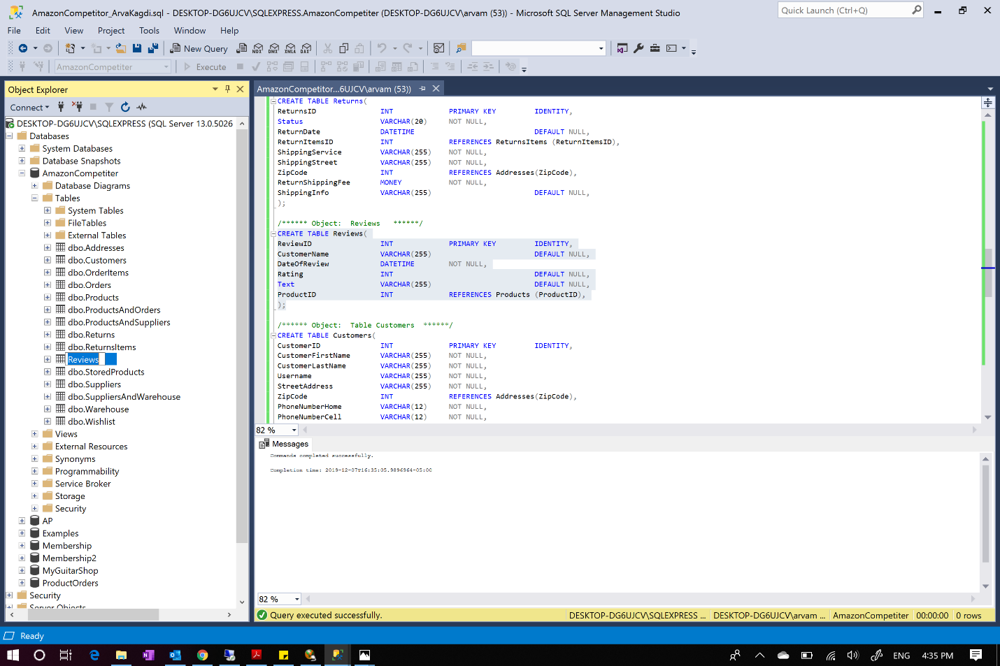 AmazonCompetitor_ArvaKagdi.sql - DESKTOP-DG6UJCV\SQLEXPRESS.AmazonCompetiter (DESKTOP-DG6UJCV\arvam (53)) - Microsoft SQL Server Management Studio
Quick Launch (Ctrl+Q)
File Edit View Project Tools Window Help
New Query MDX DMX XMLA DAX
AmazonCompetiter Execute
Object Explorer
Connect
DESKTOP-DG6UJCV\SQLEXPRESS (SQL Server 13.0.5026
Databases
System Databases
Database Snapshots
AmazonCompetiter
Database Diagrams
Tables
System Tables
FileTables
External Tables
dbo.Addresses
dbo.Customers
dbo.OrderItems
dbo.Orders
dbo.Products
dbo.ProductsAndOrders
dbo.ProductsAndSuppliers
dbo.Returns
dbo.ReturnsItems
Reviews
dbo.StoredProducts
dbo.Suppliers
dbo.SuppliersAndWarehouse
dbo.Warehouse
dbo.Wishlist
Views
External Resources
Synonyms
Programmability
Service Broker
Storage
Security
AP
Examples
Membership
Membership2
MyGuitarShop
ProductOrders
Security
Server Objects
AmazonCompetitor...6UJCV\arvam (53))
CREATE TABLE Returns(
ReturnsID INT PRIMARY KEY IDENTITY,
Status VARCHAR(20) NOT NULL,
ReturnDate DATETIME DEFAULT NULL,
ReturnItemsID INT REFERENCES ReturnsItems (ReturnItemsID),
ShippingService VARCHAR(255) NOT NULL,
ShippingStreet VARCHAR(255) NOT NULL,
ZipCode INT REFERENCES Addresses(ZipCode),
ReturnShippingFee MONEY NOT NULL,
ShippingInfo VARCHAR(255) DEFAULT NULL,
);
/****** Object: Reviews ******/
CREATE TABLE Reviews(
ReviewID INT PRIMARY KEY IDENTITY,
CustomerName VARCHAR(255) DEFAULT NULL,
DateOfReview DATETIME NOT NULL,
Rating INT DEFAULT NULL,
Text VARCHAR(255) DEFAULT NULL,
ProductID INT REFERENCES Products (ProductID),
);
/****** Object: Table Customers ******/
CREATE TABLE Customers(
CustomerID INT PRIMARY KEY IDENTITY,
CustomerFirstName VARCHAR(255) NOT NULL,
CustomerLastName VARCHAR(255) NOT NULL,
Username VARCHAR(255) NOT NULL,
StreetAddress VARCHAR(255) NOT NULL,
ZipCode INT REFERENCES Addresses(ZipCode),
PhoneNumberHome VARCHAR(12) NOT NULL,
PhoneNumberCell VARCHAR(12) NOT NULL,
82 %
Messages
Commands completed successfully.
Completion time: 2019-12-07T16:35:05.9896964-05:00
82 %
Query executed successfully. DESKTOP-DG6UJCV\SQLEXPRESS ... DESKTOP-DG6UJCV\arvam ... AmazonCompetiter 00:00:00 0 rows
Ready
ENG 4:35 PM